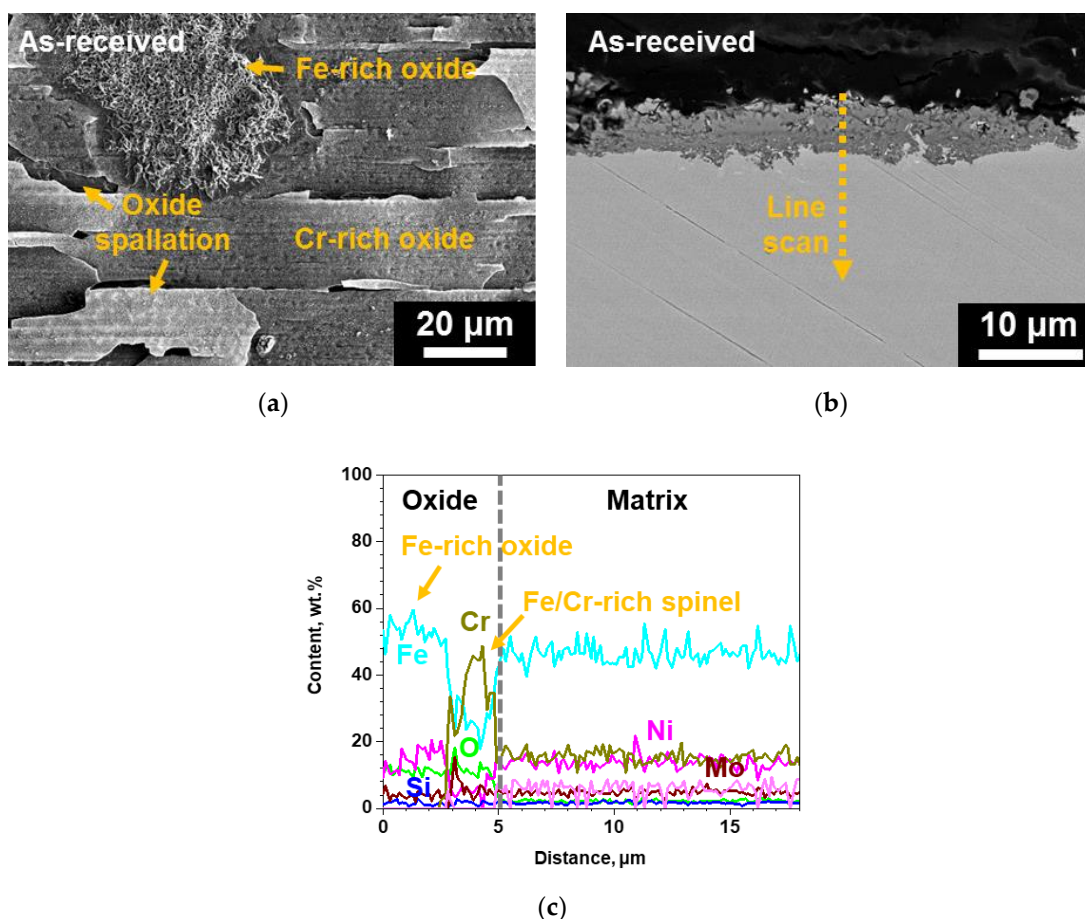 As-received
Fe-rich oxide
Oxide
spallation
Cr-rich oxide
20 µm
(a)
As-received
Line
scan
10 µm
(b)
100
80
60
40
20
0
Content, wt.%
Oxide
Matrix
Fe-rich oxide
Fe/Cr-rich spinel
Cr
Fe
Ni
O
Mo
Si
0
5
10
15
Distance, µm
(c)